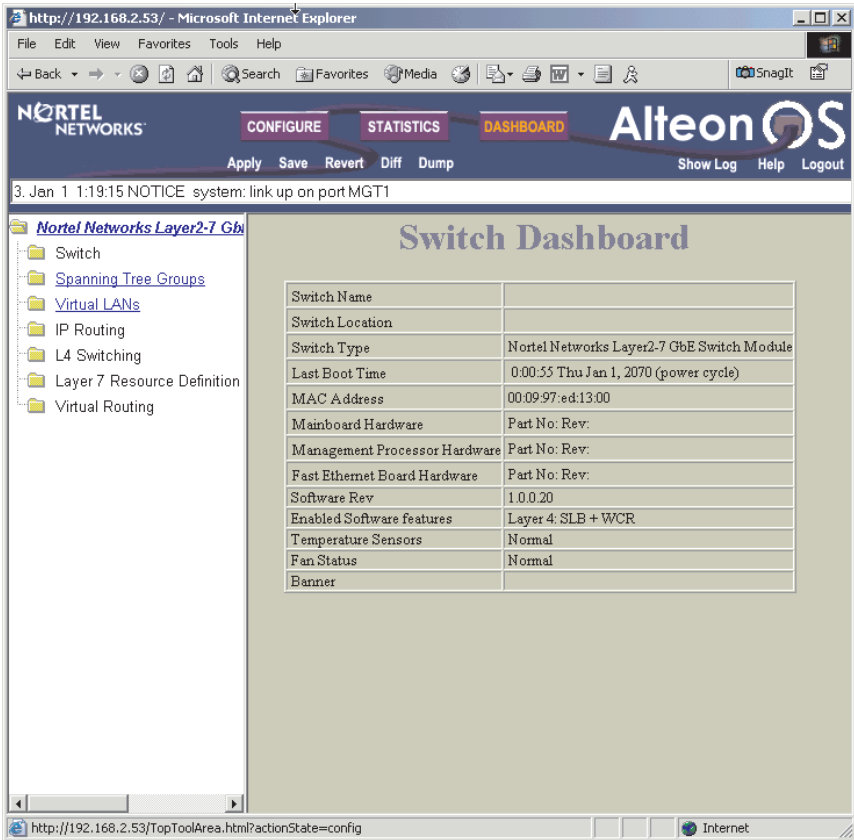 http://192.168.2.53/ - Microsoft Internet Explorer
File Edit View Favorites Tools Help
Back Search Favorites Media SnagIt
NORTEL NETWORKS CONFIGURE STATISTICS DASHBOARD Alteon OS
Apply Save Revert Diff Dump Show Log Help Logout
3. Jan 1 1:19:15 NOTICE system: link up on port MGT1
Nortel Networks Layer2-7 Gb
Switch
Spanning Tree Groups
Virtual LANs
IP Routing
L4 Switching
Layer 7 Resource Definition
Virtual Routing
Switch Dashboard
Switch Name
Switch Location
Switch Type Nortel Networks Layer2-7 GbE Switch Module
Last Boot Time 0:00:55 Thu Jan 1, 2070 (power cycle)
MAC Address 00:09:97:ed:13:00
Mainboard Hardware Part No: Rev:
Management Processor Hardware Part No: Rev:
Fast Ethernet Board Hardware Part No: Rev:
Software Rev 1.0.0.20
Enabled Software features Layer 4: SLB + WCR
Temperature Sensors Normal
Fan Status Normal
Banner
http://192.168.2.53/TopToolArea.html?actionState=config Internet